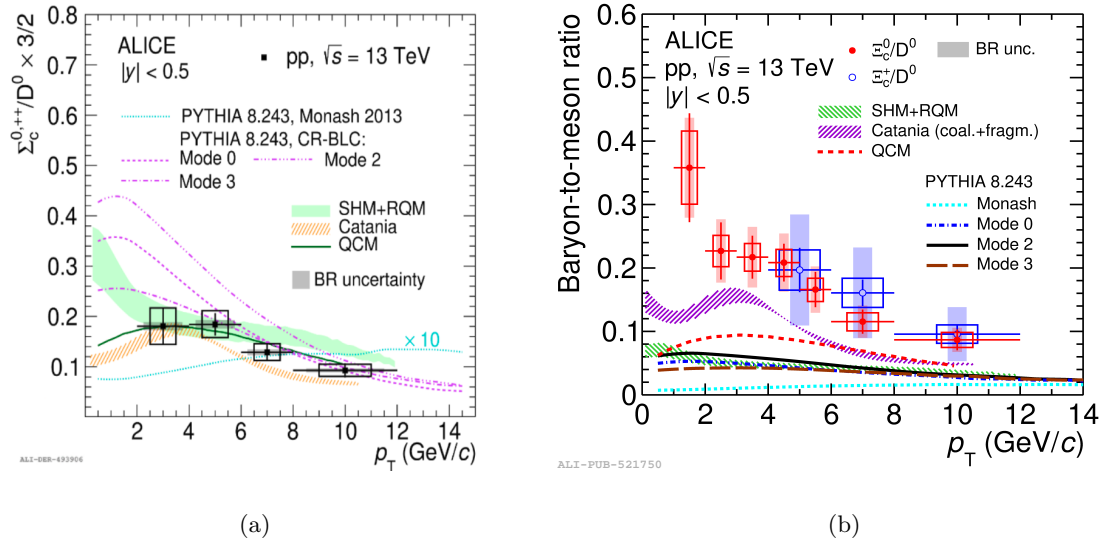 0.8
0.7
0.6
0.5
0.4
0.3
0.2
0.1
Σc0,++/D0 × 3/2
ALICE
|y| < 0.5
pp, √s = 13 TeV
PYTHIA 8.243, Monash 2013
PYTHIA 8.243, CR-BLC:
Mode 0
Mode 2
Mode 3
SHM+RQM
Catania
QCM
BR uncertainty
×10
2 4 6 8 10 12 14
pT (GeV/c)
ALI-DER-493906
(a)
0.6
0.5
0.4
0.3
0.2
0.1
0
Baryon-to-meson ratio
ALICE
pp, √s = 13 TeV
|y| < 0.5
Ξc0/D0
Ξc+/D0
BR unc.
SHM+RQM
Catania (coal.+fragm.)
QCM
PYTHIA 8.243
Monash
Mode 0
Mode 2
Mode 3
0 2 4 6 8 10 12 14
pT (GeV/c)
ALI-PUB-521750
(b)